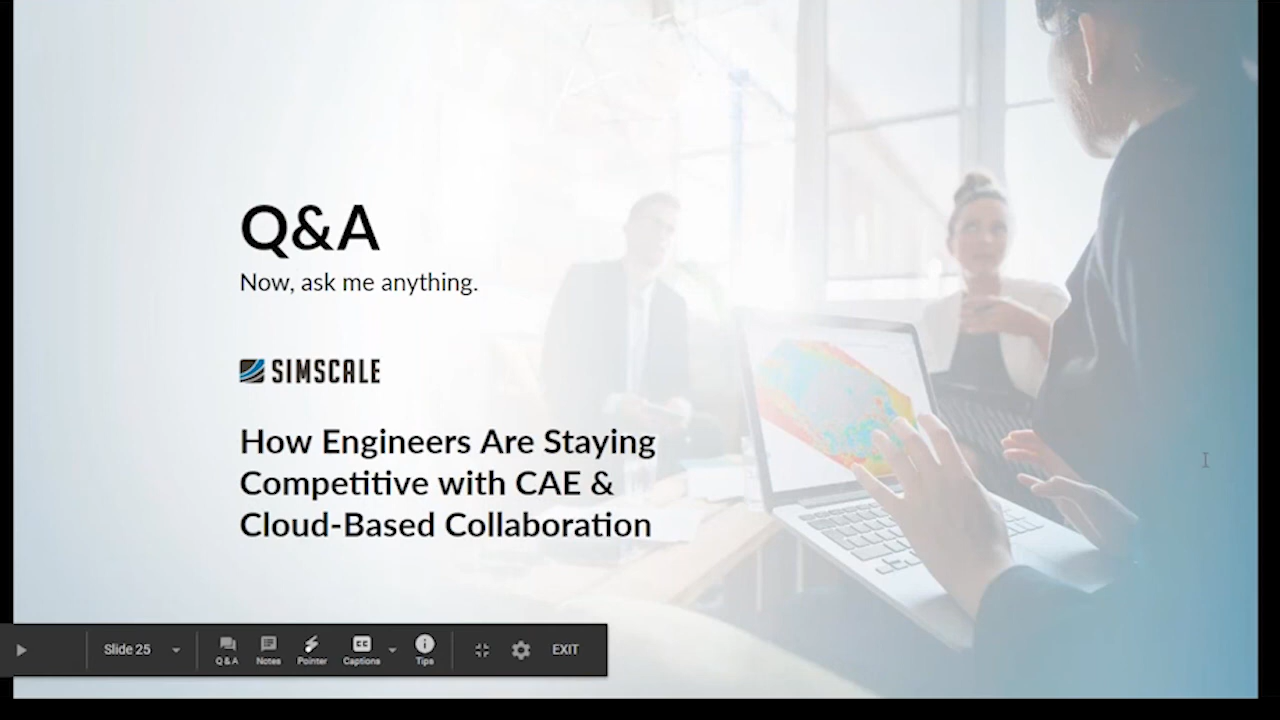 Q&A
Now, ask me anything.
SIMSCALE
How Engineers Are Staying
Competitive with CAE &
Cloud-Based Collaboration
Slide 25
Q&A
Notes
Pointer
CC
Captions
Tips
EXIT